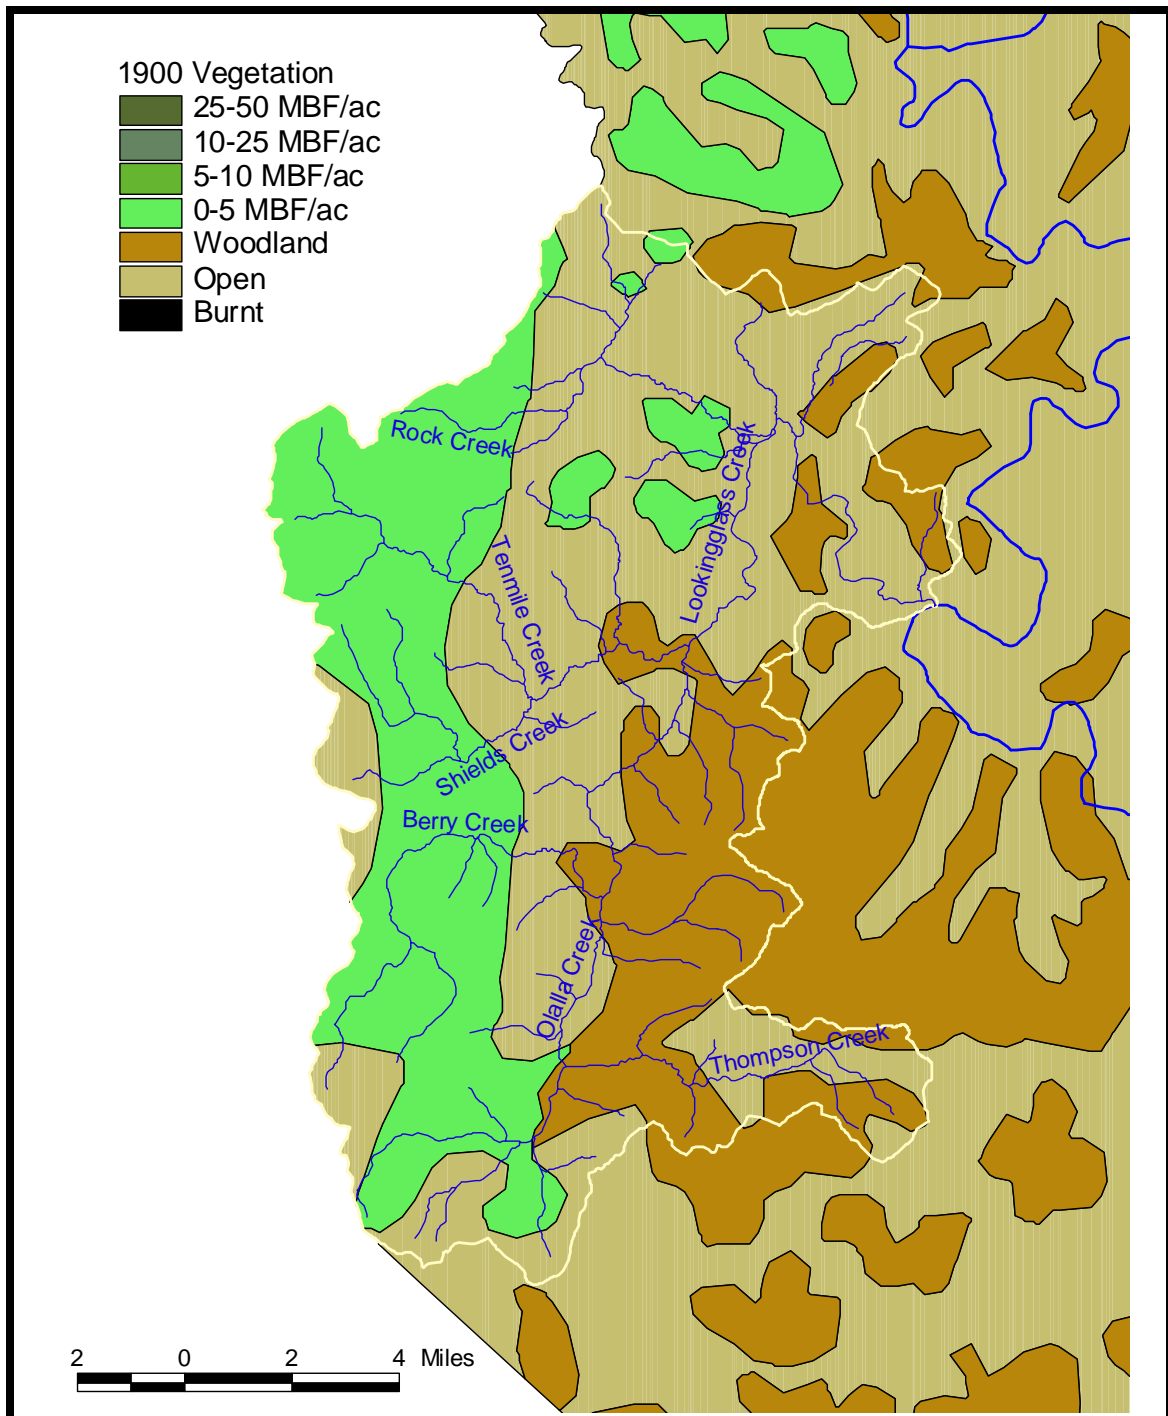 1900 Vegetation
25-50 MBF/ac
10-25 MBF/ac
5-10 MBF/ac
0-5 MBF/ac
Woodland
Open
Burnt
Rock Creek
Lookingglass Creek
Tenmile Creek
Shields Creek
Berry Creek
Olalla Creek
Thompson Creek
2 0 2 4 Miles